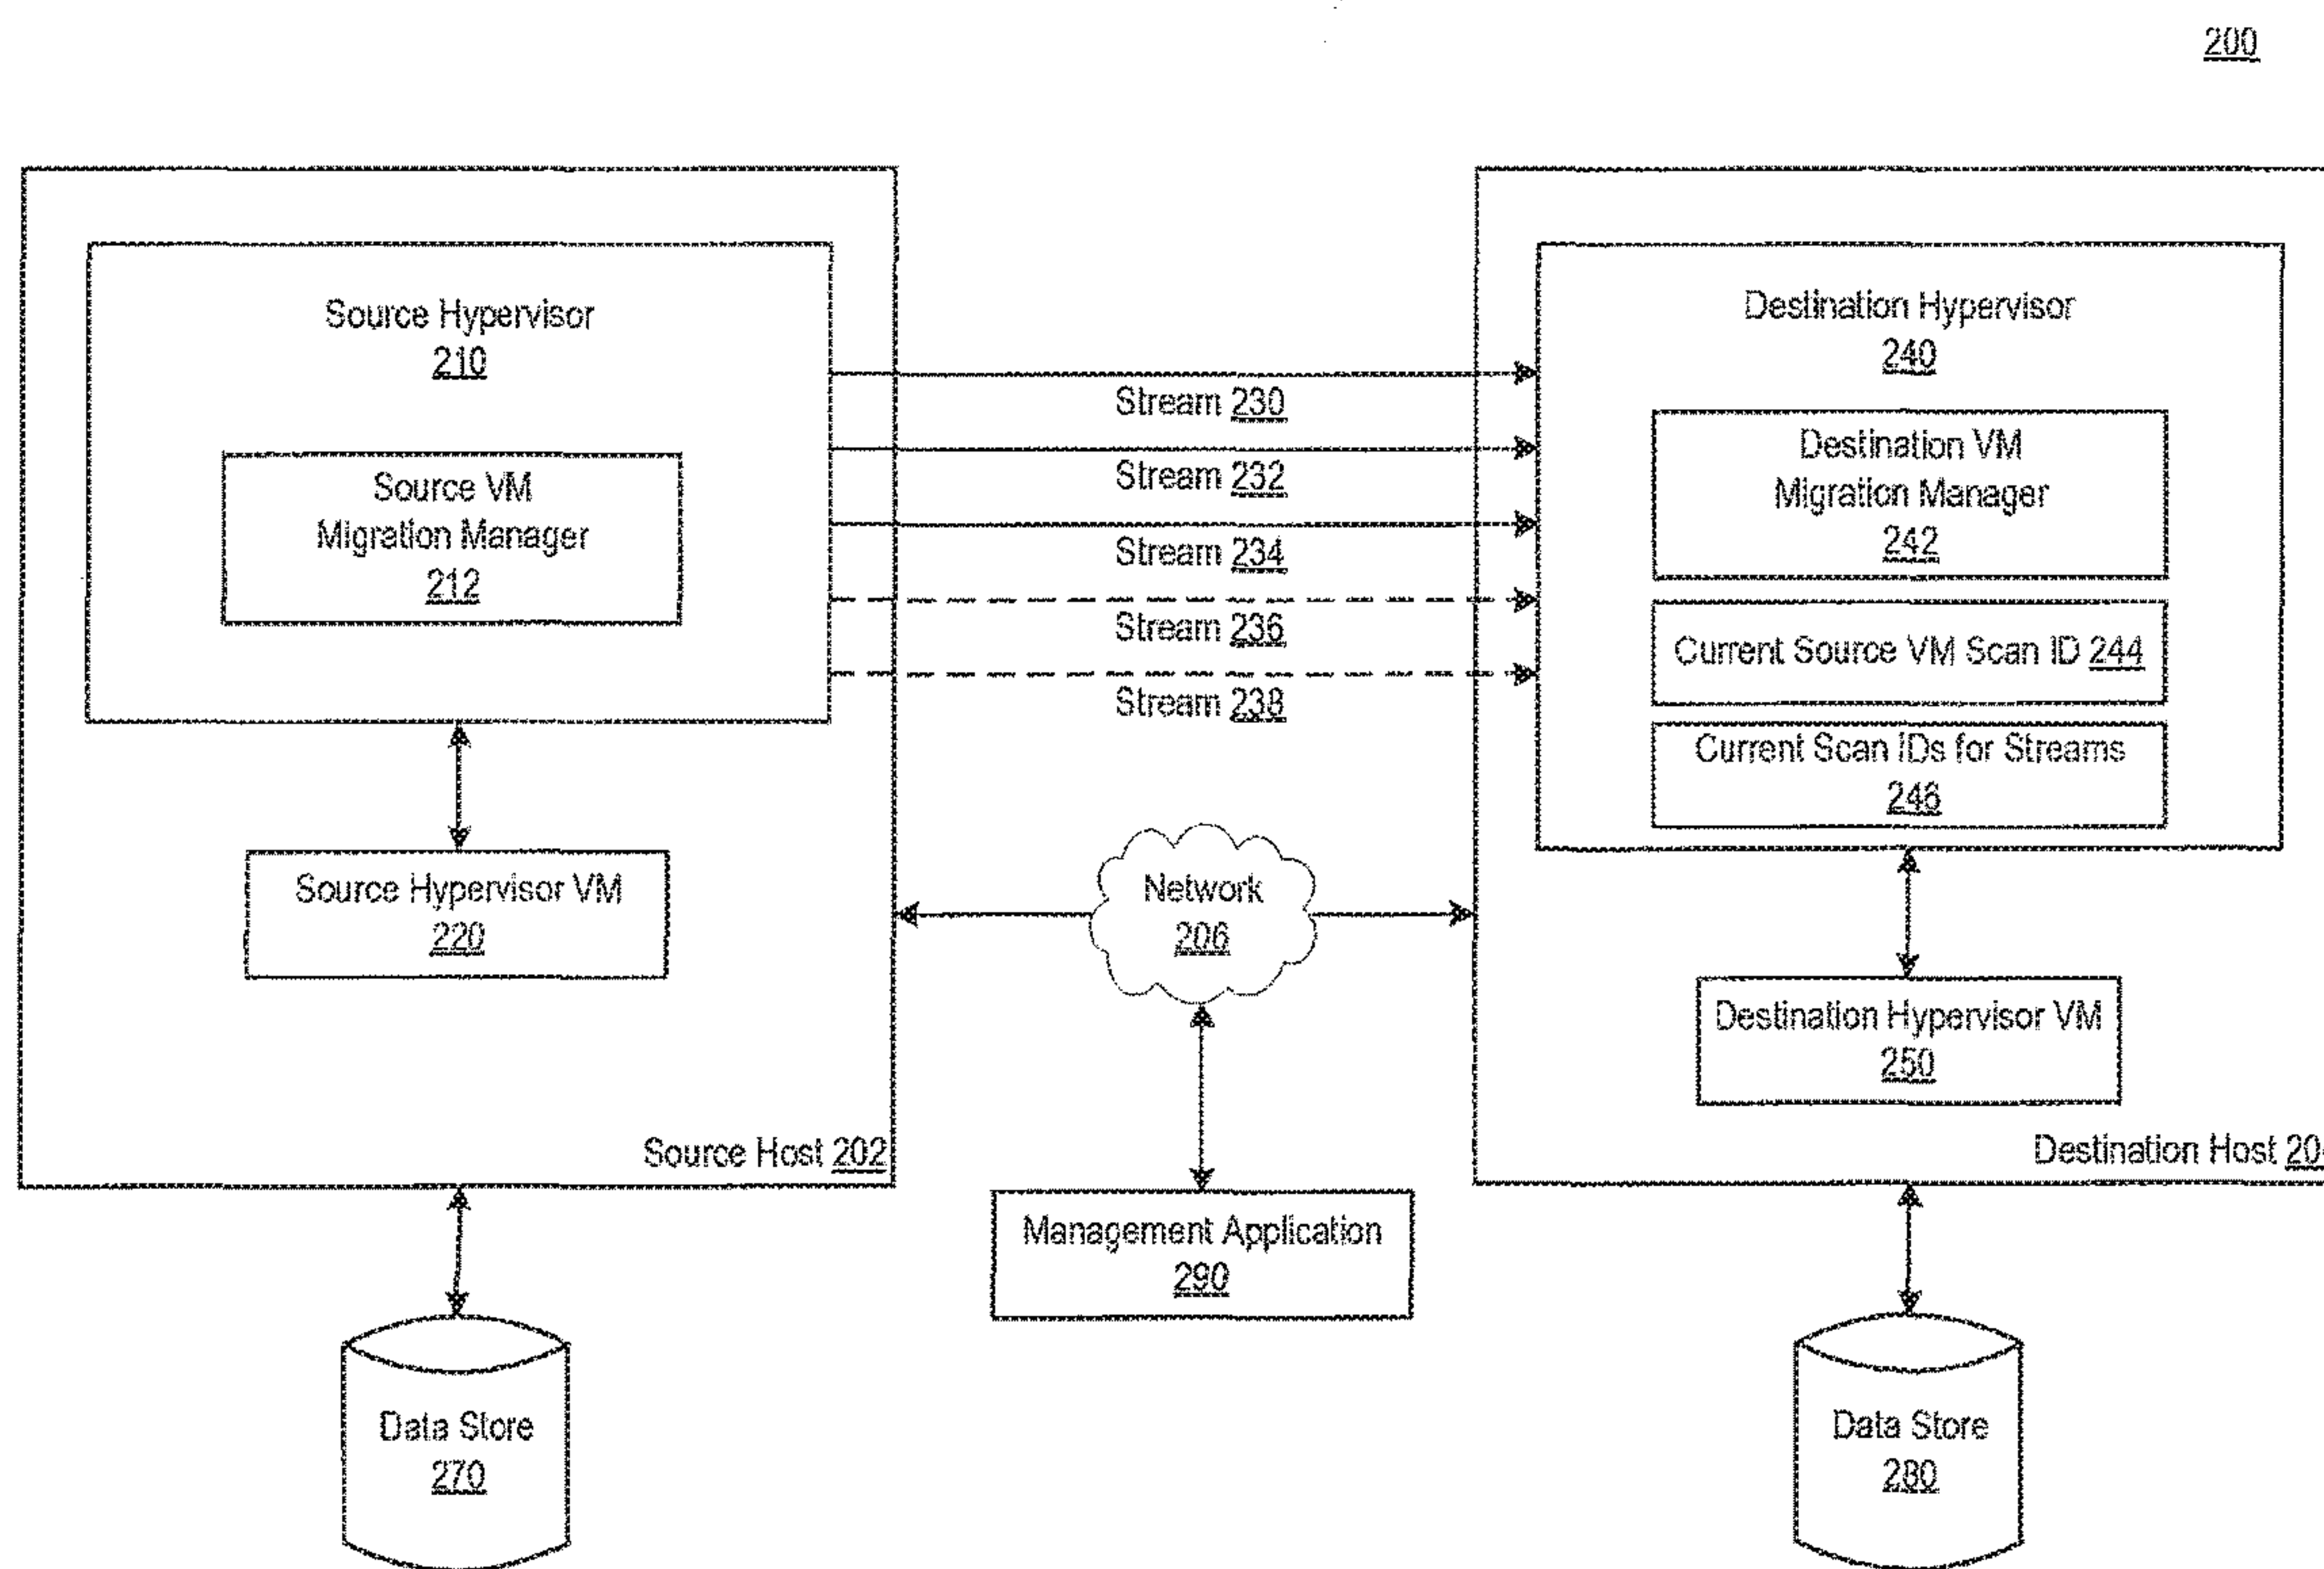 200
Source Hypervisor
210
Source VM
Migration Manager
212
Source Hypervisor VM
220
Source Host 202
Data Store
270
Stream 230
Stream 232
Stream 234
Stream 236
Stream 238
Network
206
Management Application
290
Destination Hypervisor
240
Destination VM
Migration Manager
242
Current Source VM Scan ID 244
Current Scan IDs for Streams
246
Destination Hypervisor VM
250
Destination Host
Data Store
280